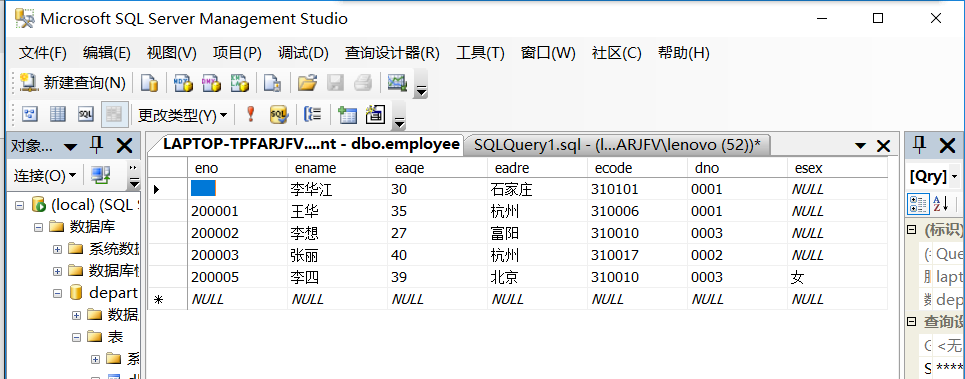 Microsoft SQL Server Management Studio
文件(F) 编辑(E) 视图(V) 项目(P) 调试(D) 查询设计器(R) 工具(T) 窗口(W) 社区(C) 帮助(H)
新建查询(N)
更改类型(Y)
对象... LAPTOP-TPFARJFV....nt - dbo.employee SQLQuery1.sql - (l...ARJFV\lenovo (52))*
连接(O)
(local) (SQL S
数据库
系统数据
数据库快
depart
数据
表
系
eno ename eage eadre ecode dno esex
李华江 30 石家庄 310101 0001 NULL
200001 王华 35 杭州 310006 0001 NULL
200002 李想 27 富阳 310010 0003 NULL
200003 张丽 40 杭州 310017 0002 NULL
200005 李四 39 北京 310010 0003 女
NULL NULL NULL NULL NULL NULL NULL
[Qry]
(标识)
(有 Que
lapt
数 dep
查询设
<无
S ****